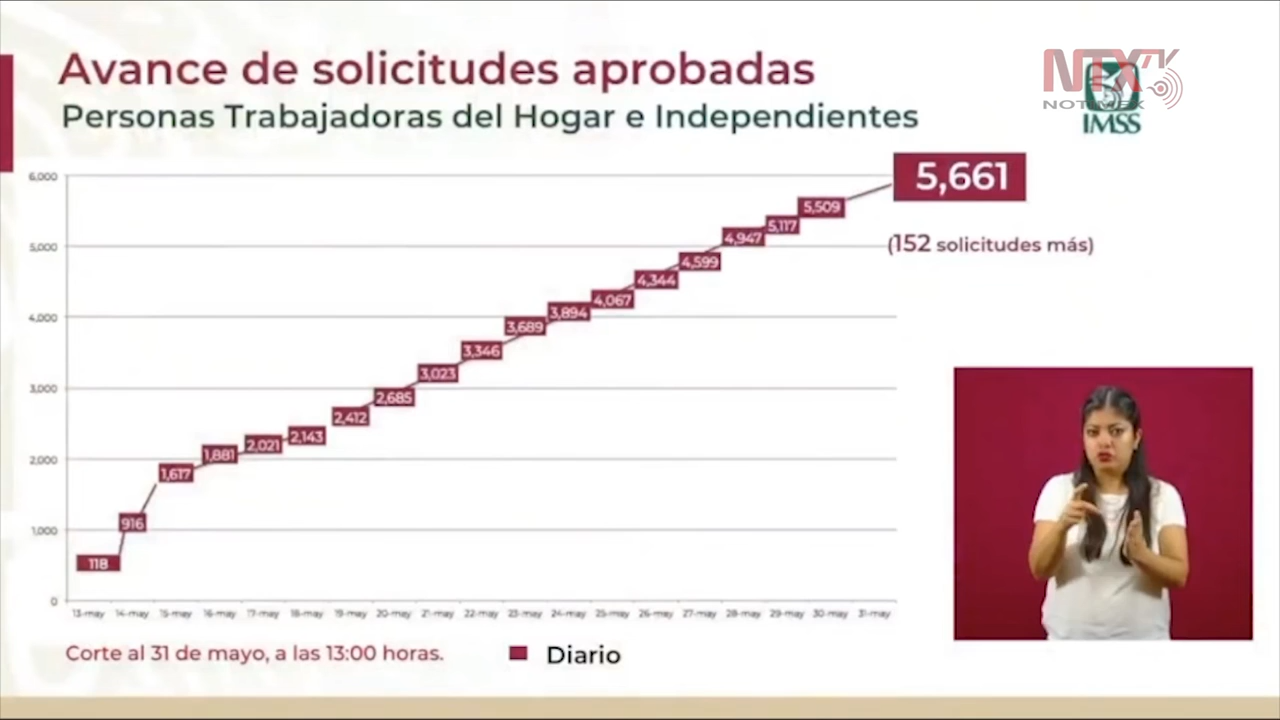 Avance de solicitudes aprobadas
Personas Trabajadoras del Hogar e Independientes
NTX
NOTIMEX
IMSS
6,000
5,000
4,000
3,000
2,000
1,000
0
118
916
1,617
1,881
2,021
2,143
2,412
2,685
3,023
3,346
3,689
3,894
4,067
4,344
4,599
4,947
5,117
5,509
5,661
(152 solicitudes más)
13-may 14-may 15-may 16-may 17-may 18-may 19-may 20-may 21-may 22-may 23-may 24-may 25-may 26-may 27-may 28-may 29-may 30-may 31-may
Corte al 31 de mayo, a las 13:00 horas.
Diario